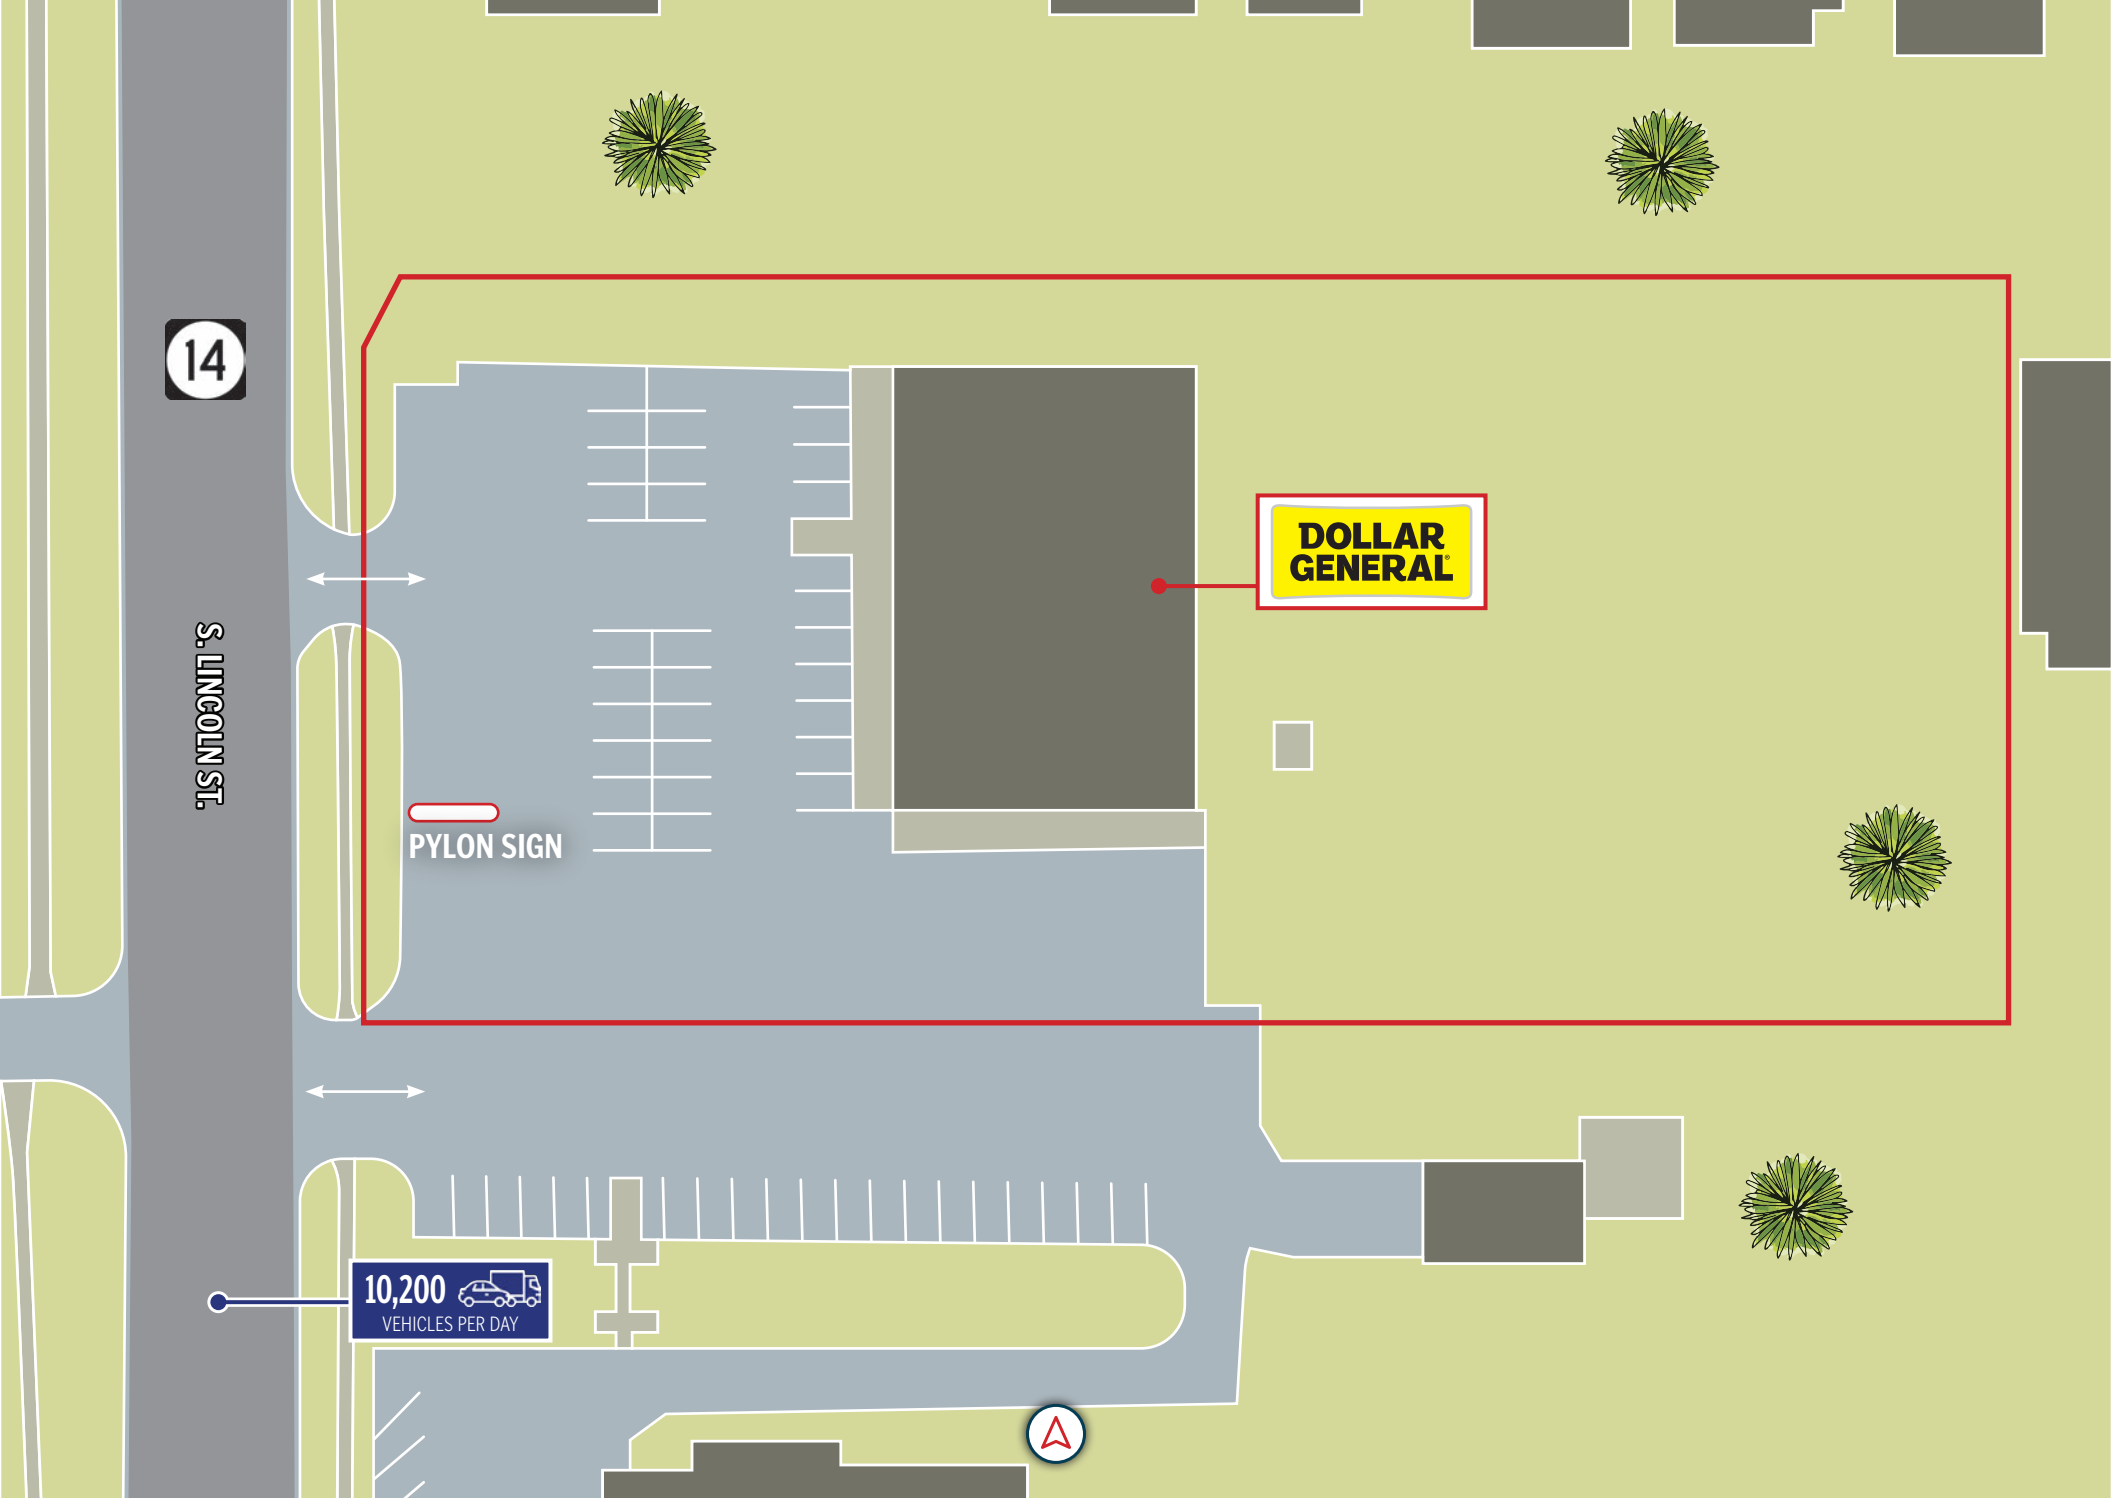 14
DOLLAR
GENERAL®
S. LINCOLN ST.
PYLON SIGN
10,200
VEHICLES PER DAY